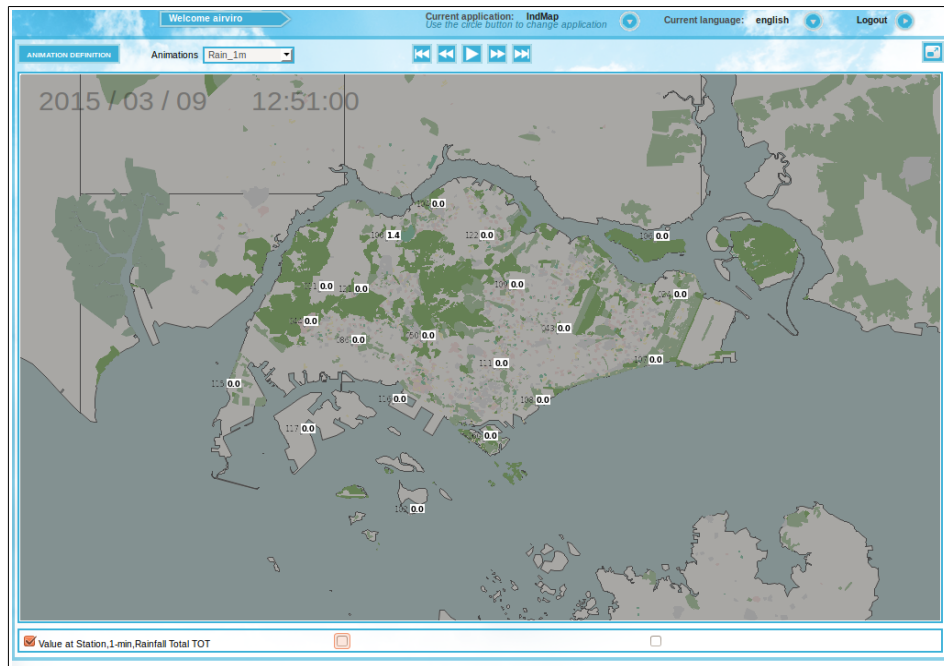 Welcome airviro
Current application: IndMap
Use the circle button to change application
Current language: english
Logout
ANIMATION DEFINITION
Animations Rain_1m
2015 / 03 / 09 12:51:00
0.0
1.4
122 0.0
0.0
0.0
0.0
0.0
0.0
0.0
0.0
0.0
0.0
0.0
111 0.0
0.0
115 0.0
116 0.0
0.0
117 0.0
0.0
0.0
Value at Station,1-min,Rainfall Total TOT